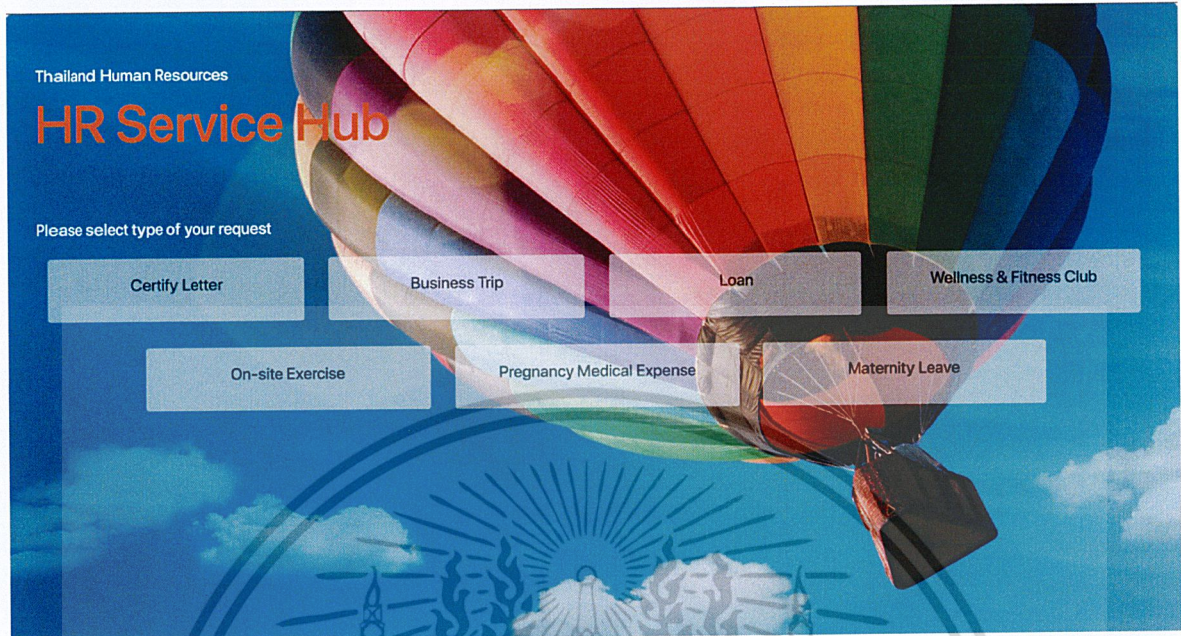 Thailand Human Resources
HR Service Hub
Please select type of your request
Certify Letter
Business Trip
Loan
Wellness & Fitness Club
On-site Exercise
Pregnancy Medical Expense
Maternity Leave